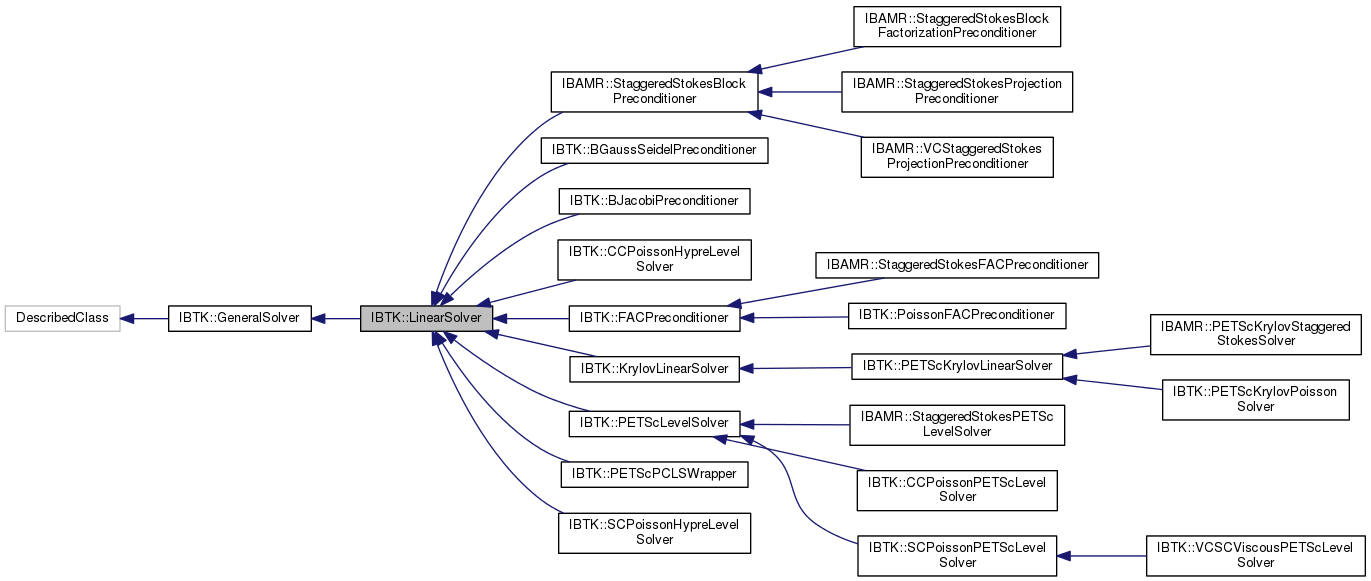 DescribedClass
IBTK::GeneralSolver
IBTK::LinearSolver
IBAMR::StaggeredStokesBlock
Preconditioner
IBTK::BGaussSeidelPreconditioner
IBTK::BJacobiPreconditioner
IBTK::CCPoissonHypreLevel
Solver
IBTK::FACPreconditioner
IBTK::KrylovLinearSolver
IBTK::PETScLevelSolver
IBTK::PETScPCLSWrapper
IBTK::SCPoissonHypreLevel
Solver
IBAMR::StaggeredStokesBlock
FactorizationPreconditioner
IBAMR::StaggeredStokesProjection
Preconditioner
IBAMR::VCStaggeredStokes
ProjectionPreconditioner
IBAMR::StaggeredStokesFACPreconditioner
IBTK::PoissonFACPreconditioner
IBTK::PETScKrylovLinearSolver
IBAMR::StaggeredStokesPETSc
LevelSolver
IBTK::CCPoissonPETScLevel
Solver
IBTK::SCPoissonPETScLevel
Solver
IBAMR::PETScKrylovStaggered
StokesSolver
IBTK::PETScKrylovPoisson
Solver
IBTK::VCSCViscousPETScLevel
Solver